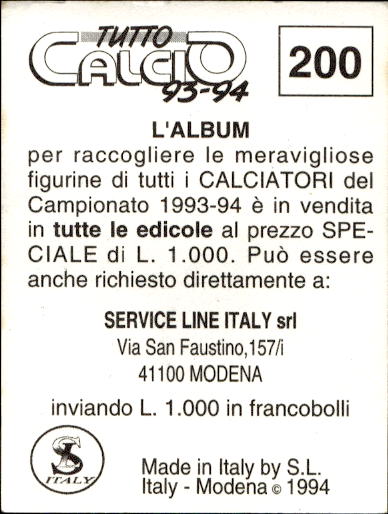 TUTTO
CALCIO
93-94
200
L'ALBUM
per raccogliere le meravigliose
figurine di tutti i CALCIATORI del
Campionato 1993-94 è in vendita
in tutte le edicole al prezzo SPE-
CIALE di L. 1.000. Può essere
anche richiesto direttamente a:
SERVICE LINE ITALY srl
Via San Faustino,157/i
41100 MODENA
inviando L. 1.000 in francobolli
SL
ITALY
Made in Italy by S.L.
Italy - Modena © 1994